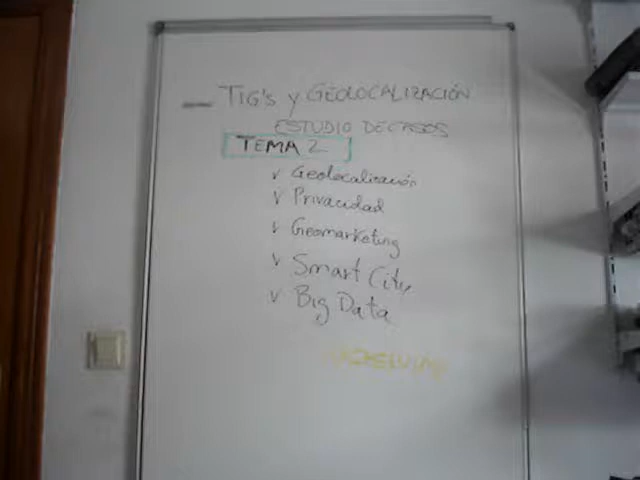 — TIG's y GEOLOCALIZACIÓN
ESTUDIO DE CASOS
TEMA 2
✓ Geolocalización
✓ Privacidad
✓ Geomarketing
✓ Smart City
✓ Big Data